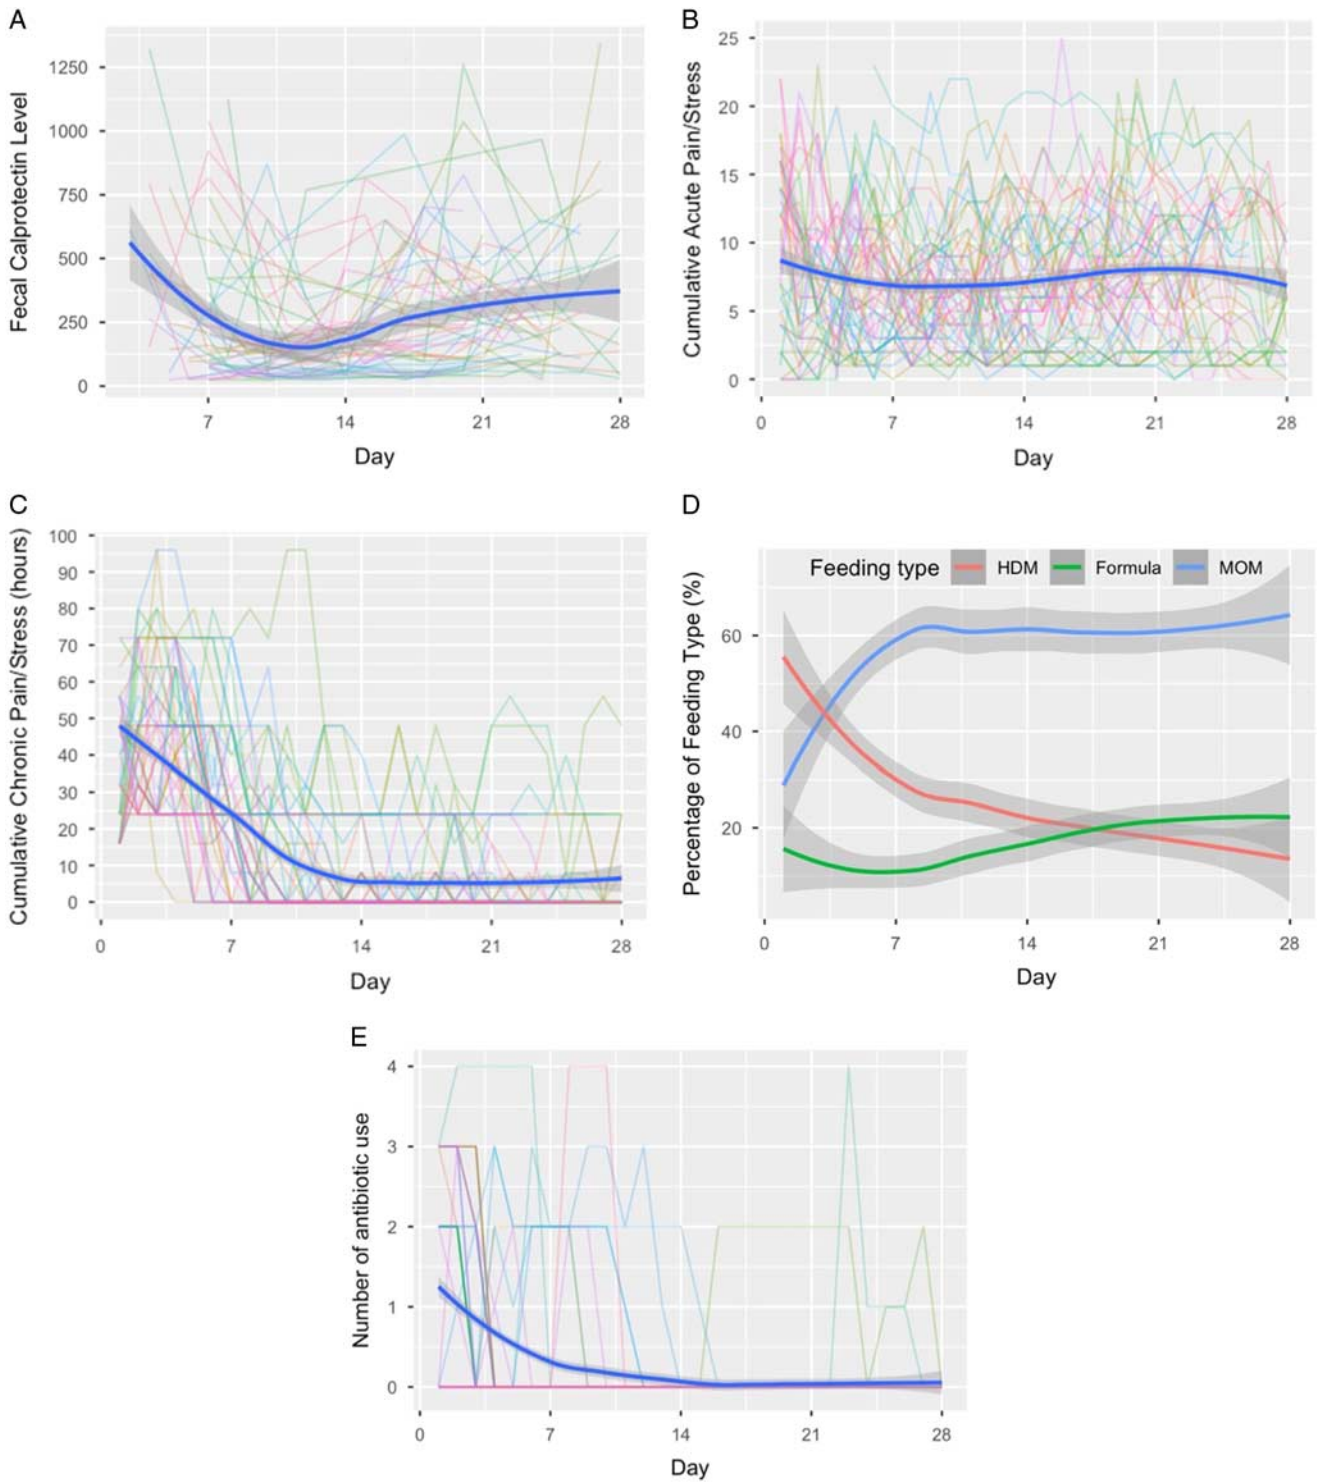 A
Fecal Calprotectin Level
1250
1000
750
500
250
0
7 14 21 28
Day
B
Cumulative Acute Pain/Stress
25
20
15
10
5
0
0 7 14 21 28
Day
C
Cumulative Chronic Pain/Stress (hours)
100
90
80
70
60
50
40
30
20
10
0
0 7 14 21 28
Day
D
Percentage of Feeding Type (%)
Feeding type HDM Formula MOM
60
40
20
0 7 14 21 28
Day
E
Number of antibiotic use
4
3
2
1
0
0 7 14 21 28
Day